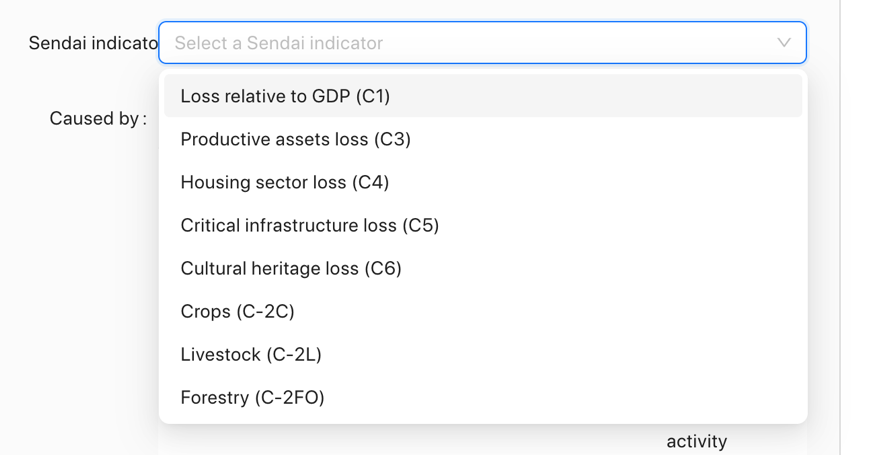 Sendai indicato
Select a Sendai indicator
Loss relative to GDP (C1)
Caused by :
Productive assets loss (C3)
Housing sector loss (C4)
Critical infrastructure loss (C5)
Cultural heritage loss (C6)
Crops (C-2C)
Livestock (C-2L)
Forestry (C-2FO)
activity